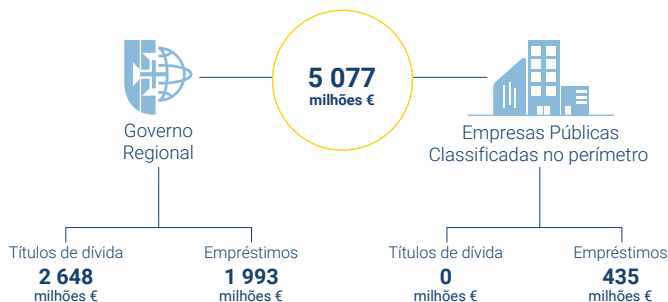 5 077
milhões €
Governo
Regional
Empresas Públicas
Classificadas no perímetro
Títulos de dívida
2 648
milhões €
Empréstimos
1 993
milhões €
Títulos de dívida
0
milhões €
Empréstimos
435
milhões €